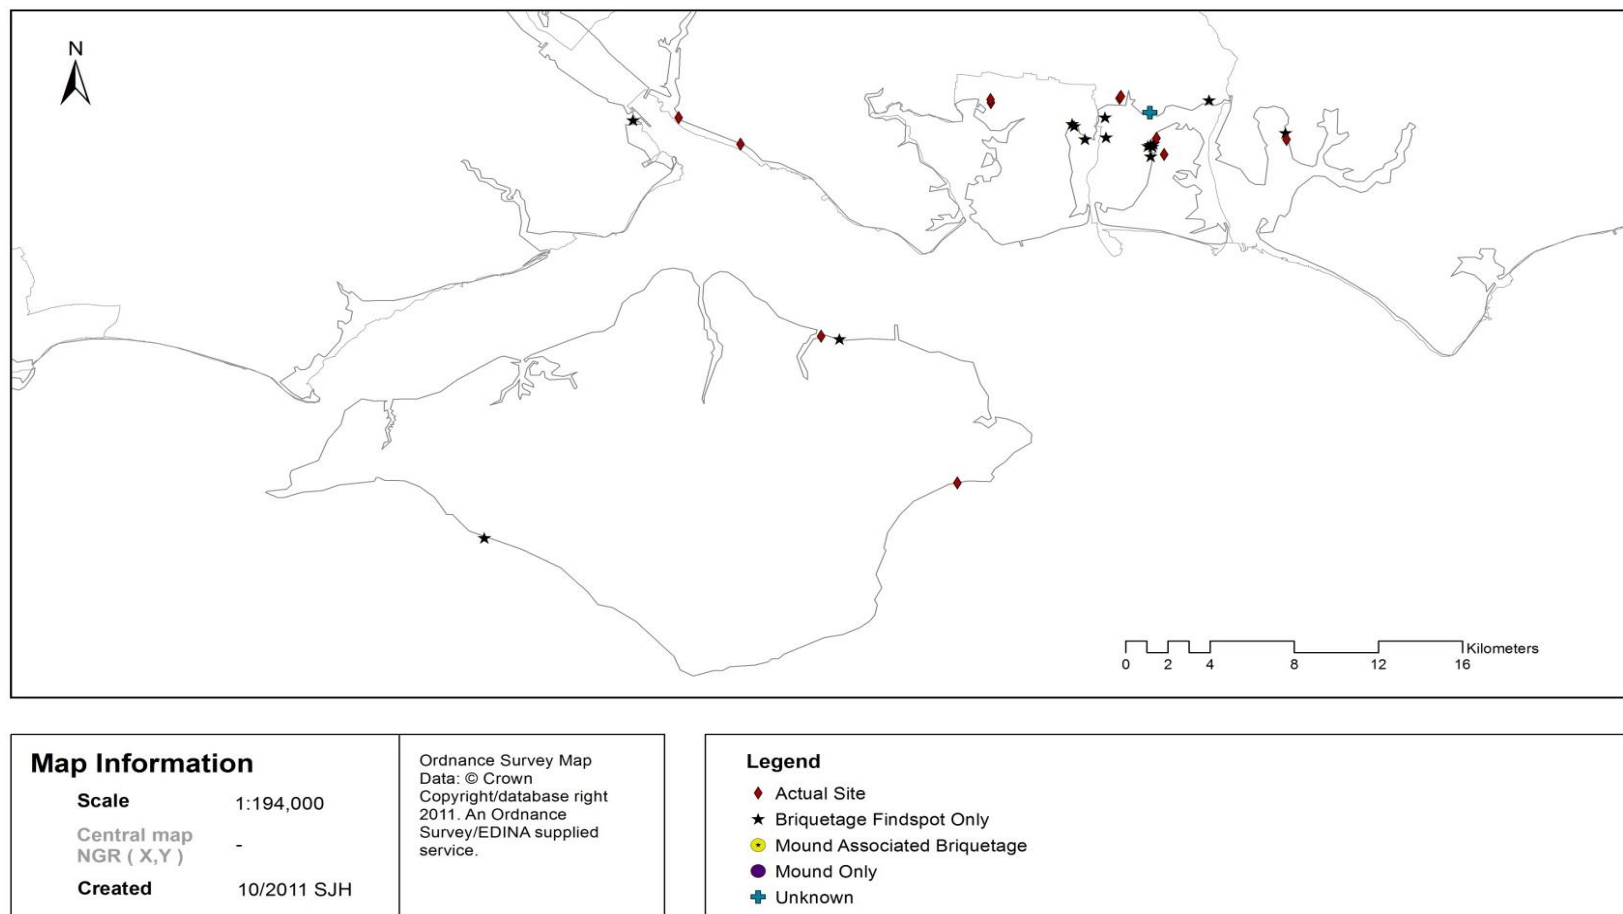 N
Kilometers
0 2 4 8 12 16
Map Information
Scale 1:194,000
Central map
NGR ( X,Y ) -
Created 10/2011 SJH
Ordnance Survey Map
Data: © Crown
Copyright/database right
2011. An Ordnance
Survey/EDINA supplied
service.
Legend
Actual Site
Briquetage Findspot Only
Mound Associated Briquetage
Mound Only
Unknown